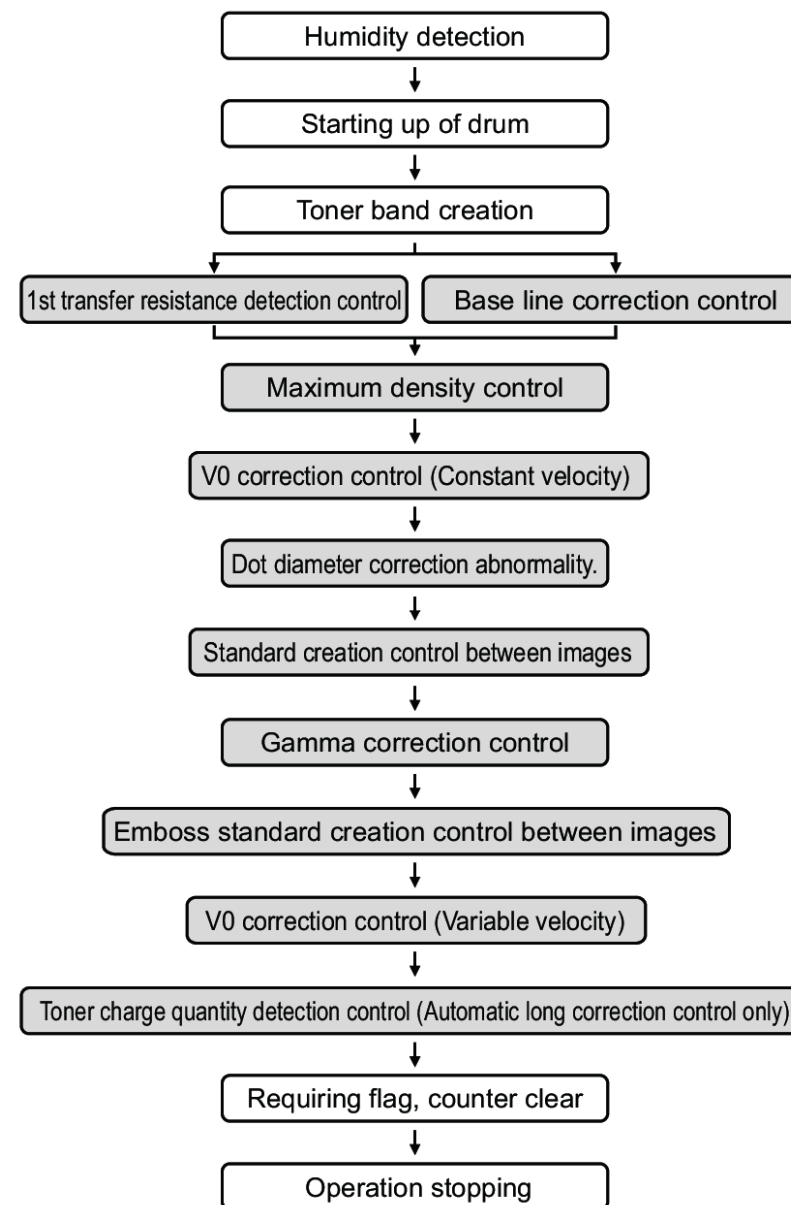 Humidity detection
Starting up of drum
Toner band creation
1st transfer resistance detection control
Base line correction control
Maximum density control
V0 correction control (Constant velocity)
Dot diameter correction abnormality.
Standard creation control between images
Gamma correction control
Emboss standard creation control between images
V0 correction control (Variable velocity)
Toner charge quantity detection control (Automatic long correction control only)
Requiring flag, counter clear
Operation stopping